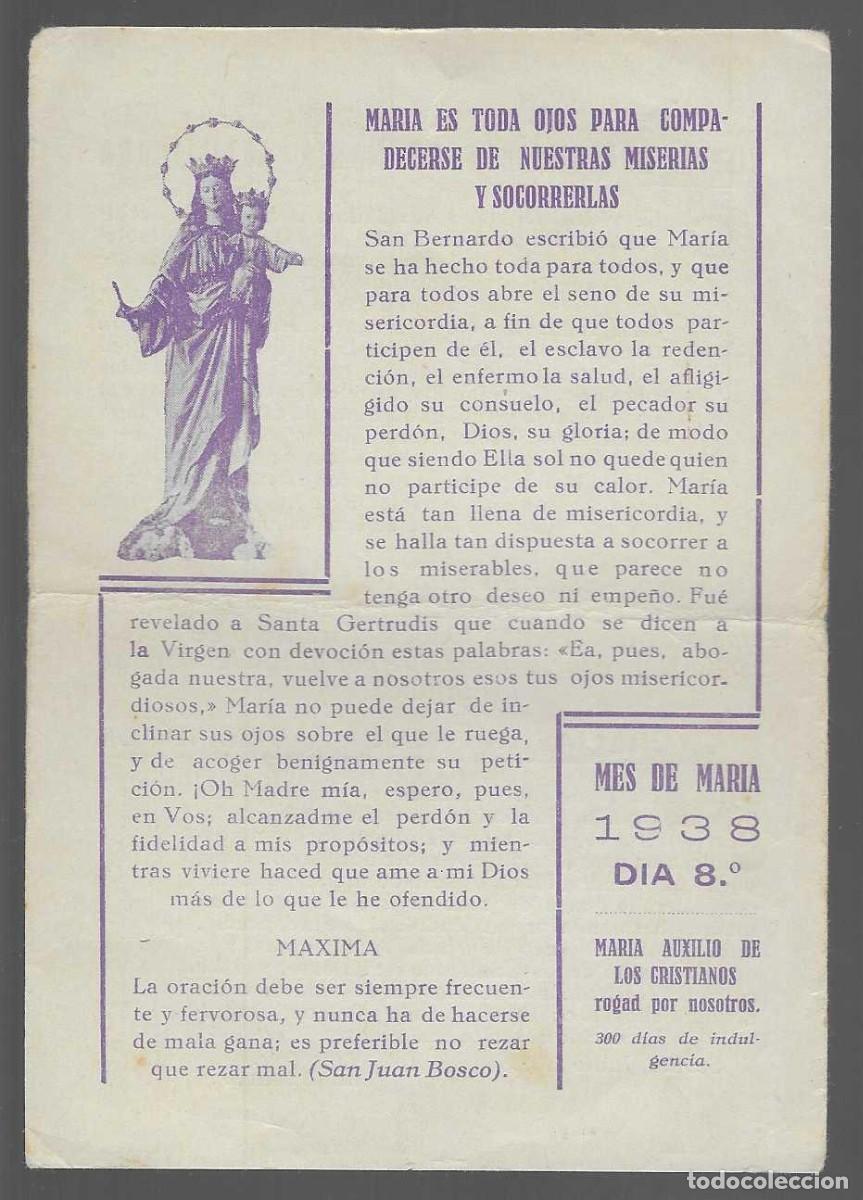 MARIA ES TODA OJOS PARA COMPA-
DECERSE DE NUESTRAS MISERIAS
Y SOCORRERLAS
San Bernardo escribió que María
se ha hecho toda para todos, y que
para todos abre el seno de su mi-
sericordia, a fin de que todos par-
ticipen de él, el esclavo la reden-
ción, el enfermo la salud, el afligi-
gido su consuelo, el pecador su
perdón, Dios, su gloria; de modo
que siendo Ella sol no quede quien
no participe de su calor. María
está tan llena de misericordia, y
se halla tan dispuesta a socorrer a
los miserables, que parece no
tenga otro deseo ni empeño. Fué
revelado a Santa Gertrudis que cuando se dicen a
la Virgen con devoción estas palabras: «Ea, pues, abo-
gada nuestra, vuelve a nosotros esos tus ojos misericor-
diosos,» María no puede dejar de in-
clinar sus ojos sobre el que le ruega,
y de acoger benignamente su peti-
ción. ¡Oh Madre mía, espero, pues,
en Vos; alcanzadme el perdón y la
fidelidad a mis propósitos; y mien-
tras viviere haced que ame a mi Dios
más de lo que le he ofendido.
MAXIMA
La oración debe ser siempre frecuen-
te y fervorosa, y nunca ha de hacerse
de mala gana; es preferible no rezar
que rezar mal. (San Juan Bosco).
MES DE MARIA
1938
DIA 8.º
MARIA AUXILIO DE
LOS CRISTIANOS
rogad por nosotros.
300 días de indul-
gencia.
todocoleccion